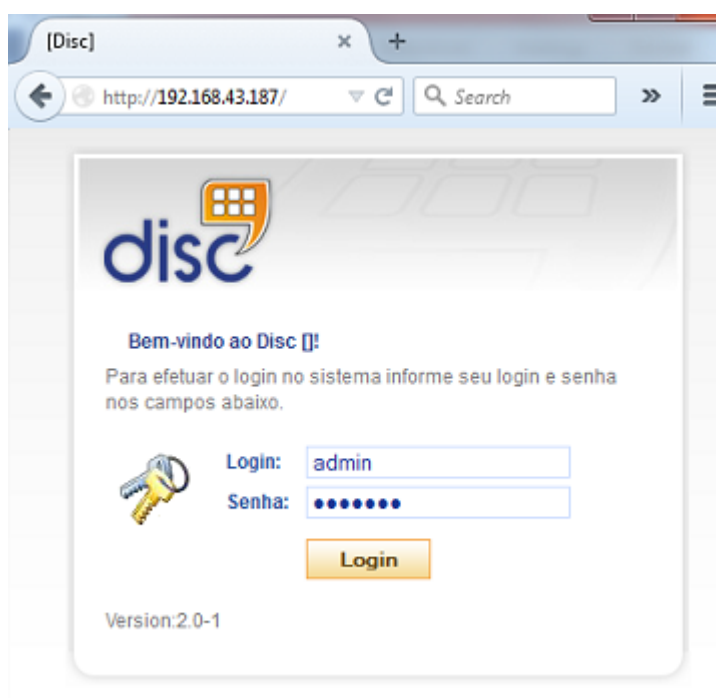 [Disc]
http://192.168.43.187/
Search
disc
Bem-vindo ao Disc []!
Para efetuar o login no sistema informe seu login e senha
nos campos abaixo.
Login: admin
Senha: •••••••
Login
Version:2.0-1